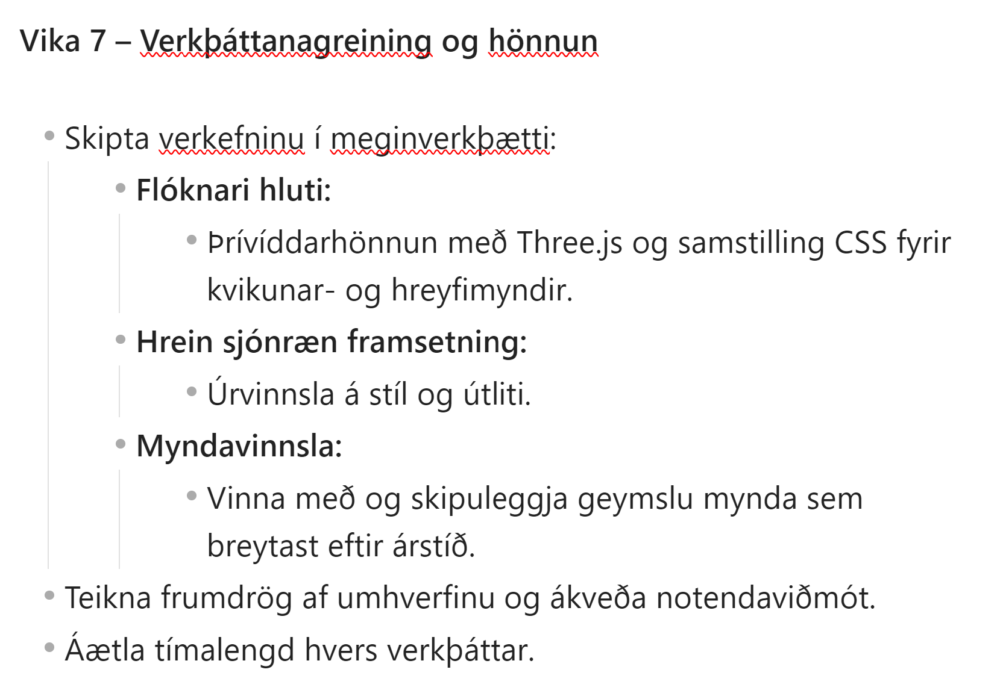 Vika 7 – Verkþáttanagreining og hönnun
Skipta verkefninu í meginverkþætti:
Flóknari hluti:
Þrívíddarhönnun með Three.js og samstilling CSS fyrir
kvikunar- og hreyfimyndir.
Hrein sjónræn framsetning:
Úrvinnsla á stíl og útliti.
Myndavinnsla:
Vinna með og skipuleggja geymslu mynda sem
breytast eftir árstíð.
Teikna frumdrög af umhverfinu og ákveða notendaviðmót.
Áætla tímalengd hvers verkþáttar.